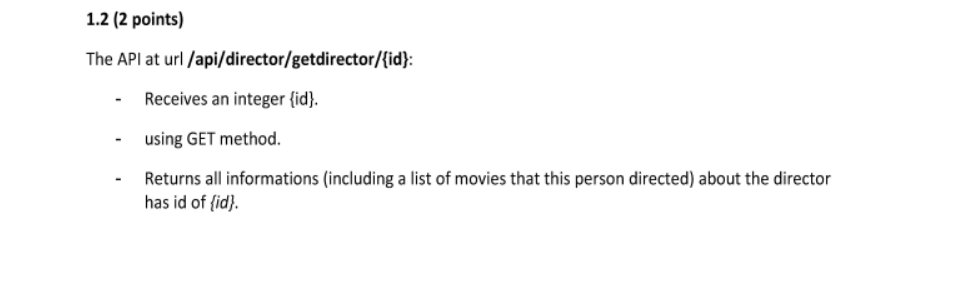 1.2 (2 points)
The API at url /api/director/getdirector/{id}:
- Receives an integer {id}.
- using GET method.
- Returns all informations (including a list of movies that this person directed) about the director
has id of {id}.